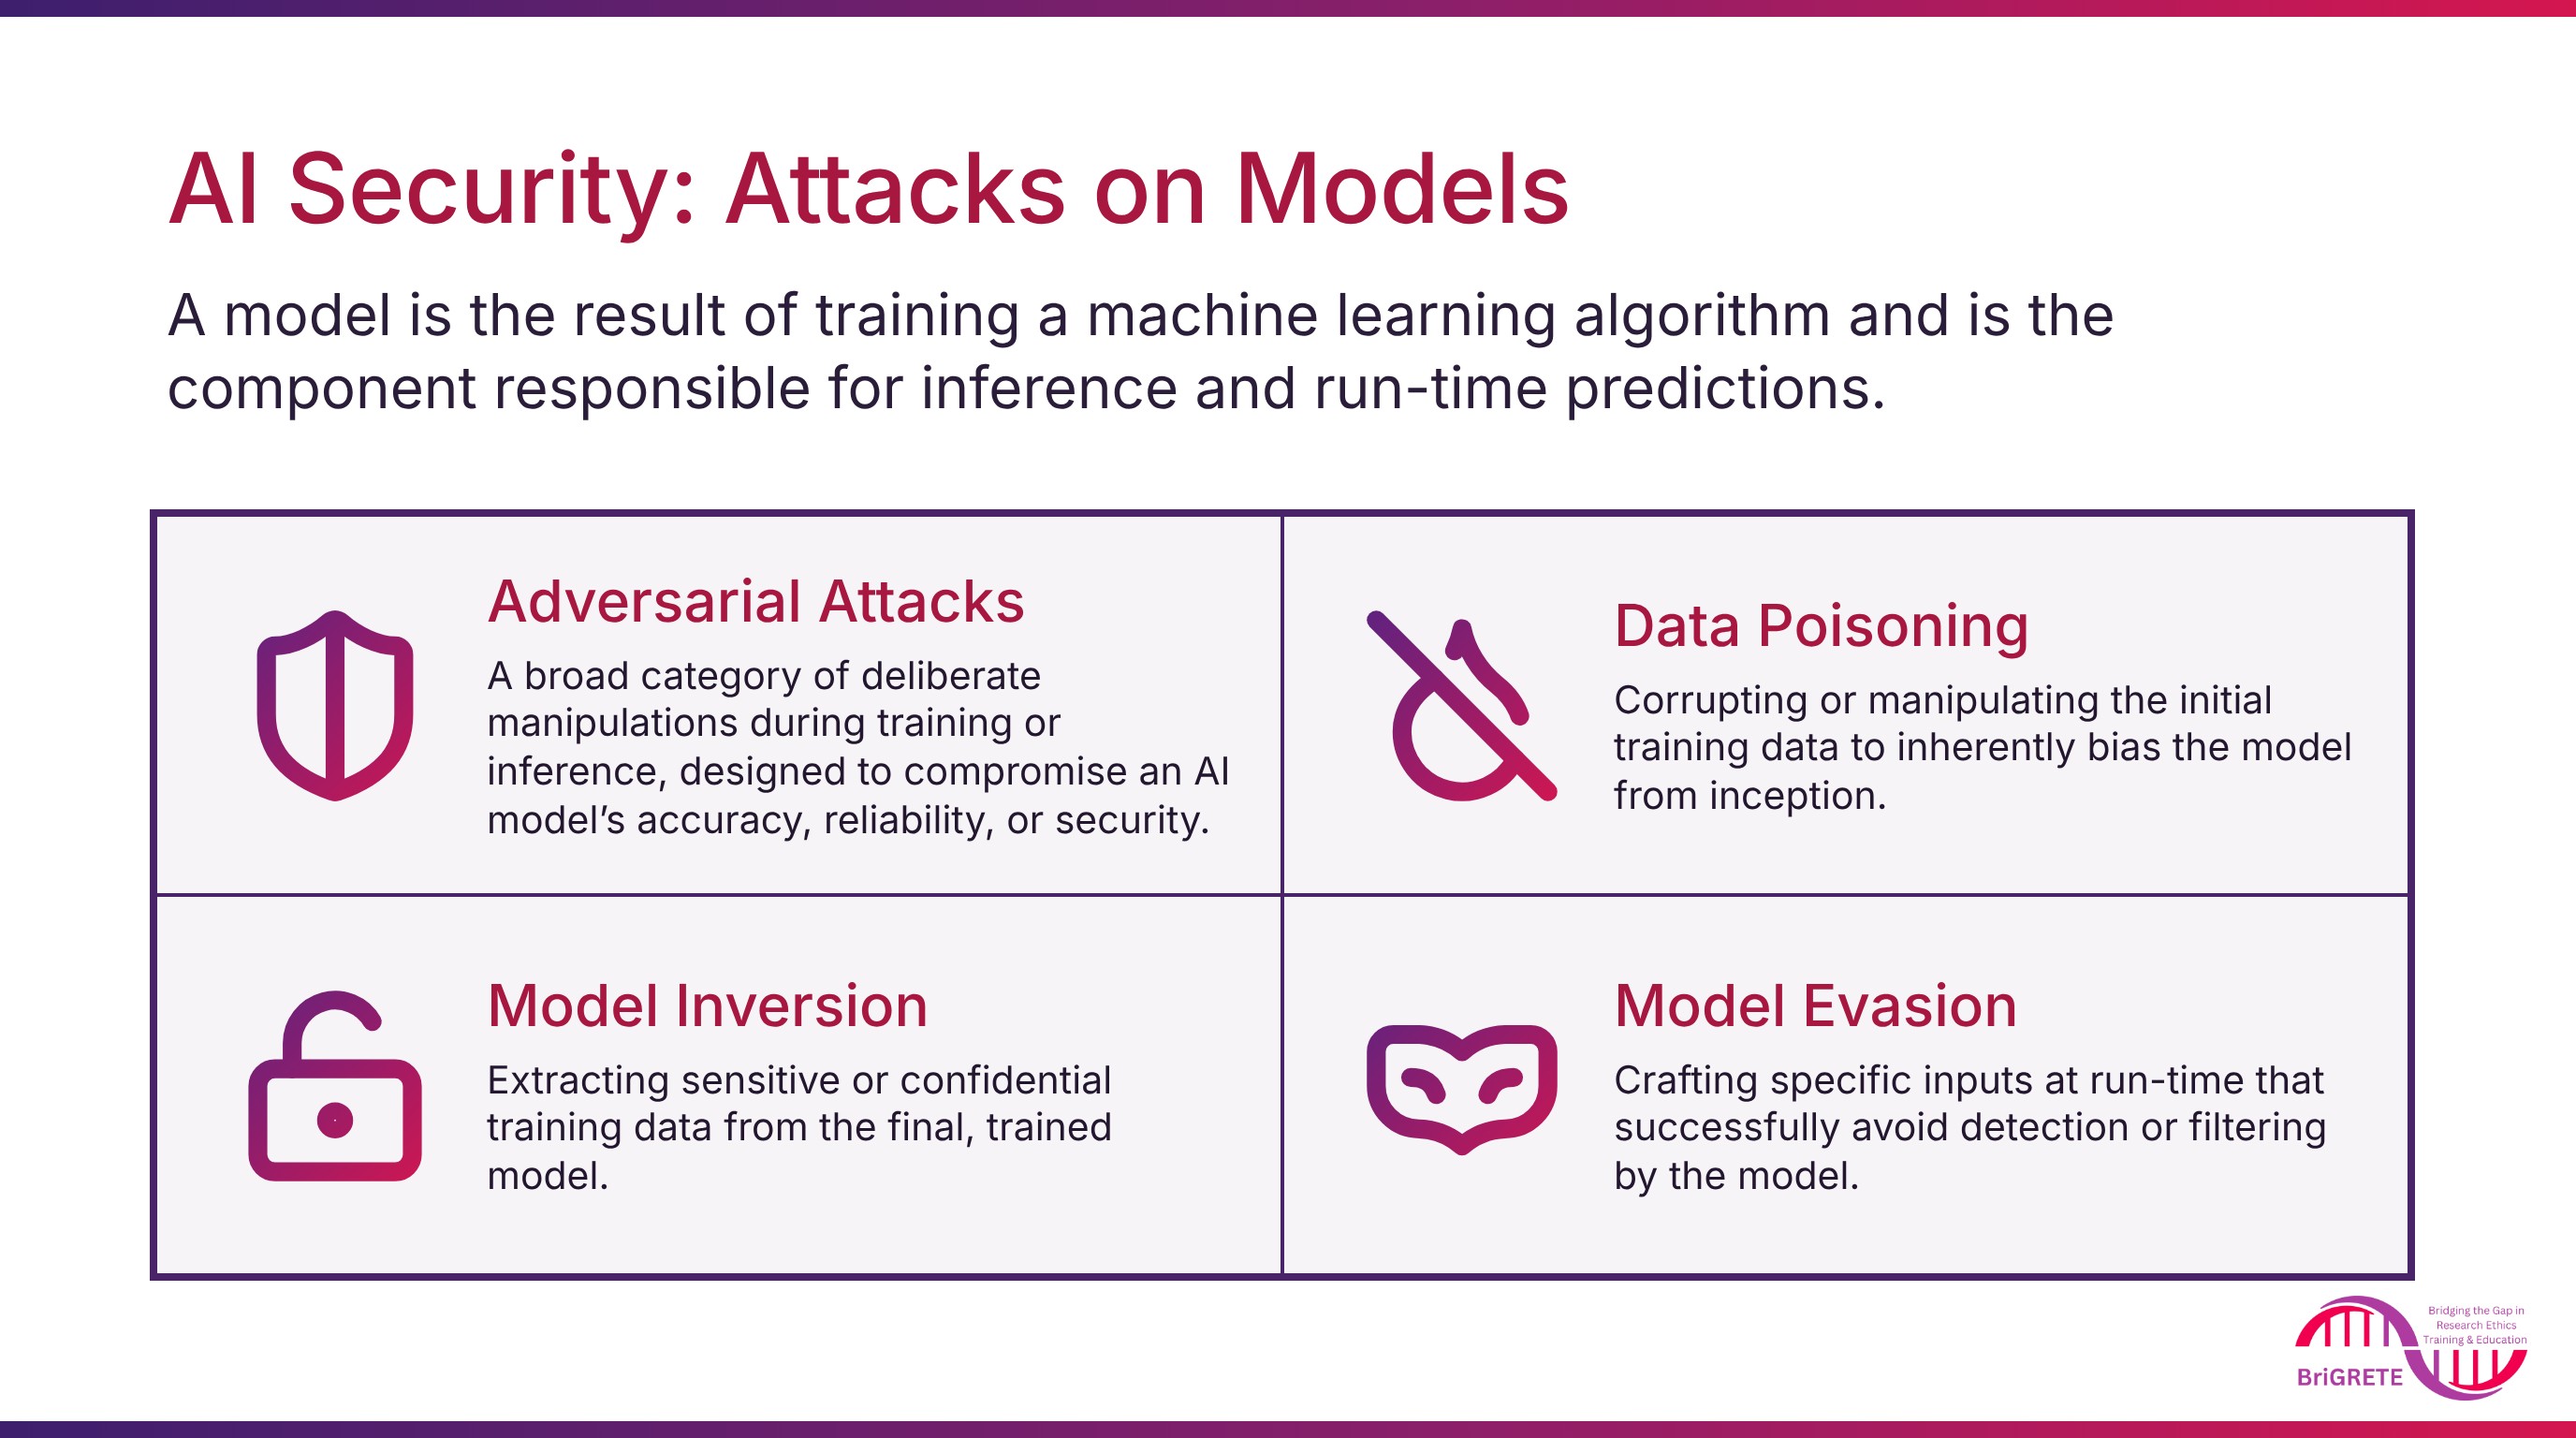 AI Security: Attacks on Models
A model is the result of training a machine learning algorithm and is the
component responsible for inference and run-time predictions.
Adversarial Attacks
A broad category of deliberate
manipulations during training or
inference, designed to compromise an AI
model’s accuracy, reliability, or security.
Data Poisoning
Corrupting or manipulating the initial
training data to inherently bias the model
from inception.
Model Inversion
Extracting sensitive or confidential
training data from the final, trained
model.
Model Evasion
Crafting specific inputs at run-time that
successfully avoid detection or filtering
by the model.
Bridging the Gap in
Research Ethics
Training & Education
BriGRETE